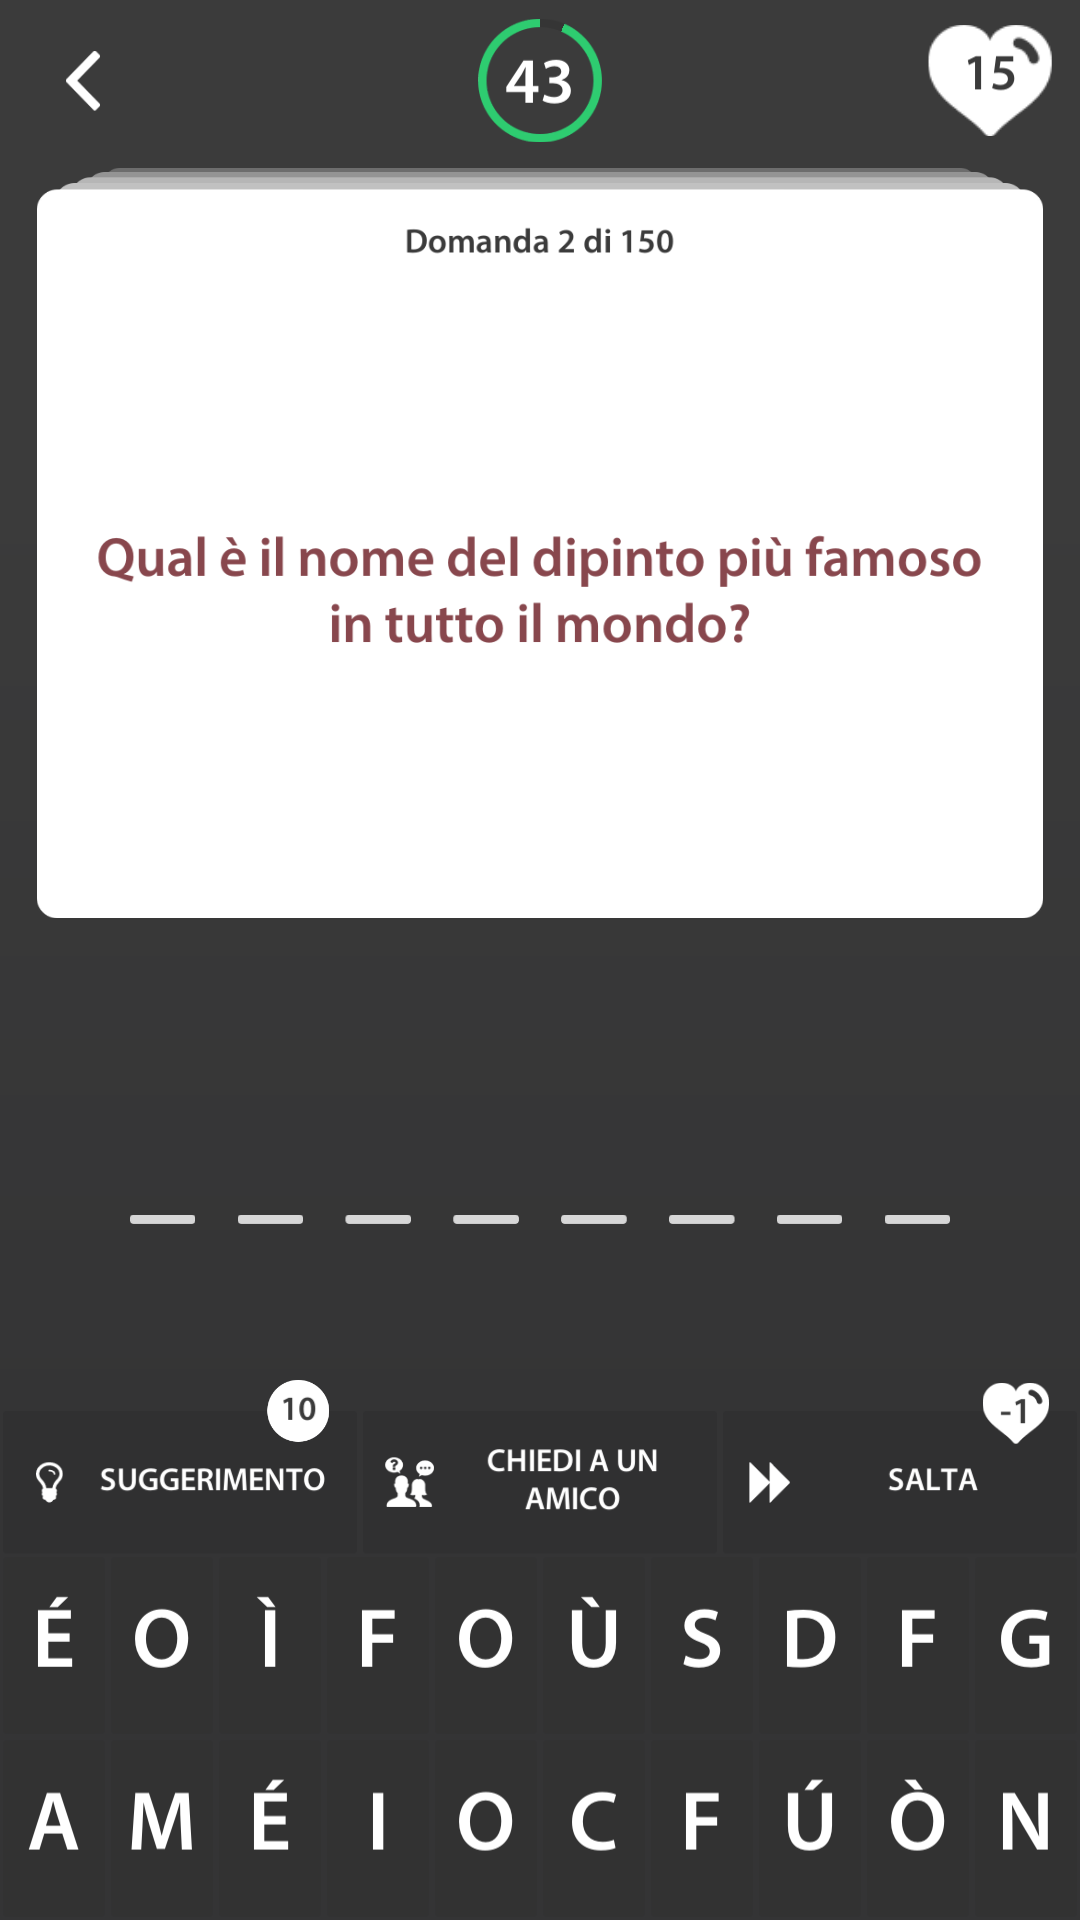 43
15
Domanda 2 di 150
Qual è il nome del dipinto più famoso
in tutto il mondo?
10
-1
SUGGERIMENTO
CHIEDI A UN
AMICO
SALTA
É O Ì F O Ù S D F G
A M É I O C F Ú Ò N